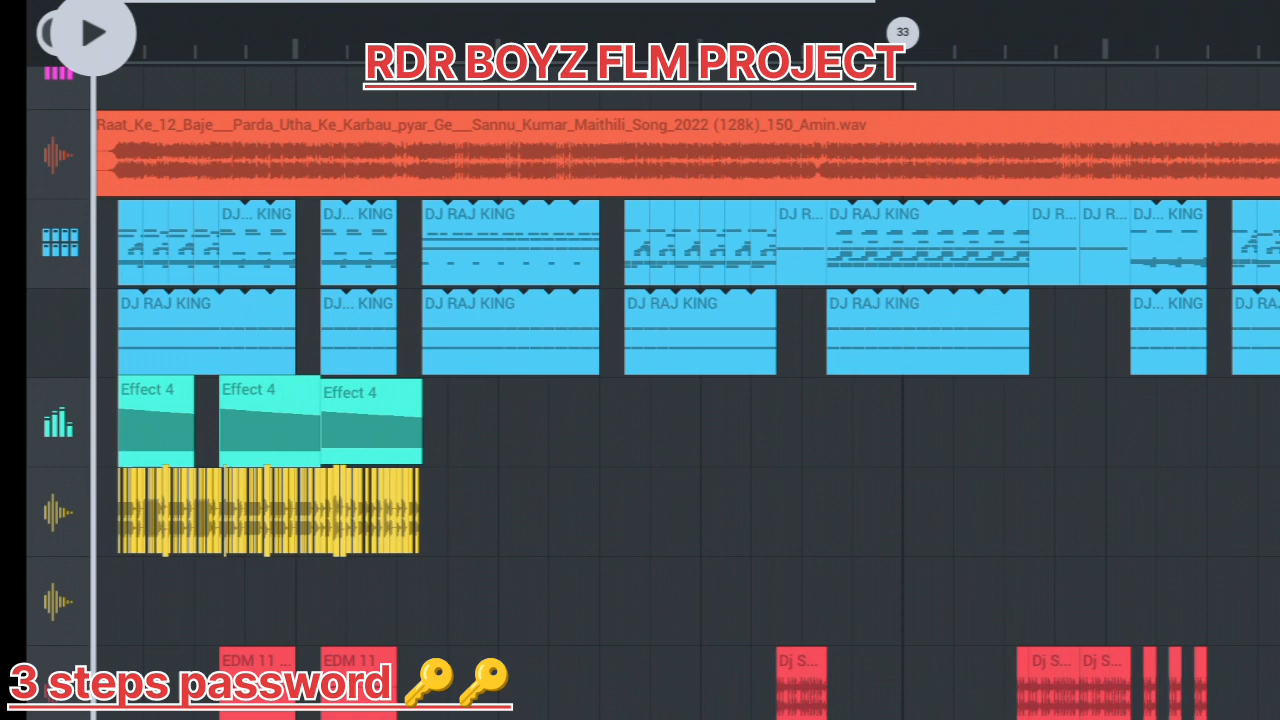 33
RDR BOYZ FLM PROJECT
Raat_Ke_12_Baje___Parda_Utha_Ke_Karbau_pyar_Ge___Sannu_Kumar_Maithili_Song_2022 (128k)_150_Amin.wav
DJ... KING DJ... KING DJ RAJ KING DJ R... DJ RAJ KING DJ R... DJ R... DJ... KING
DJ RAJ KING DJ... KING DJ RAJ KING DJ RAJ KING DJ RAJ KING DJ... KING DJ RA
Effect 4 Effect 4 Effect 4
EDM 11 ... EDM 11 Dj S... Dj S... Dj S...
3 steps password 🔑🔑